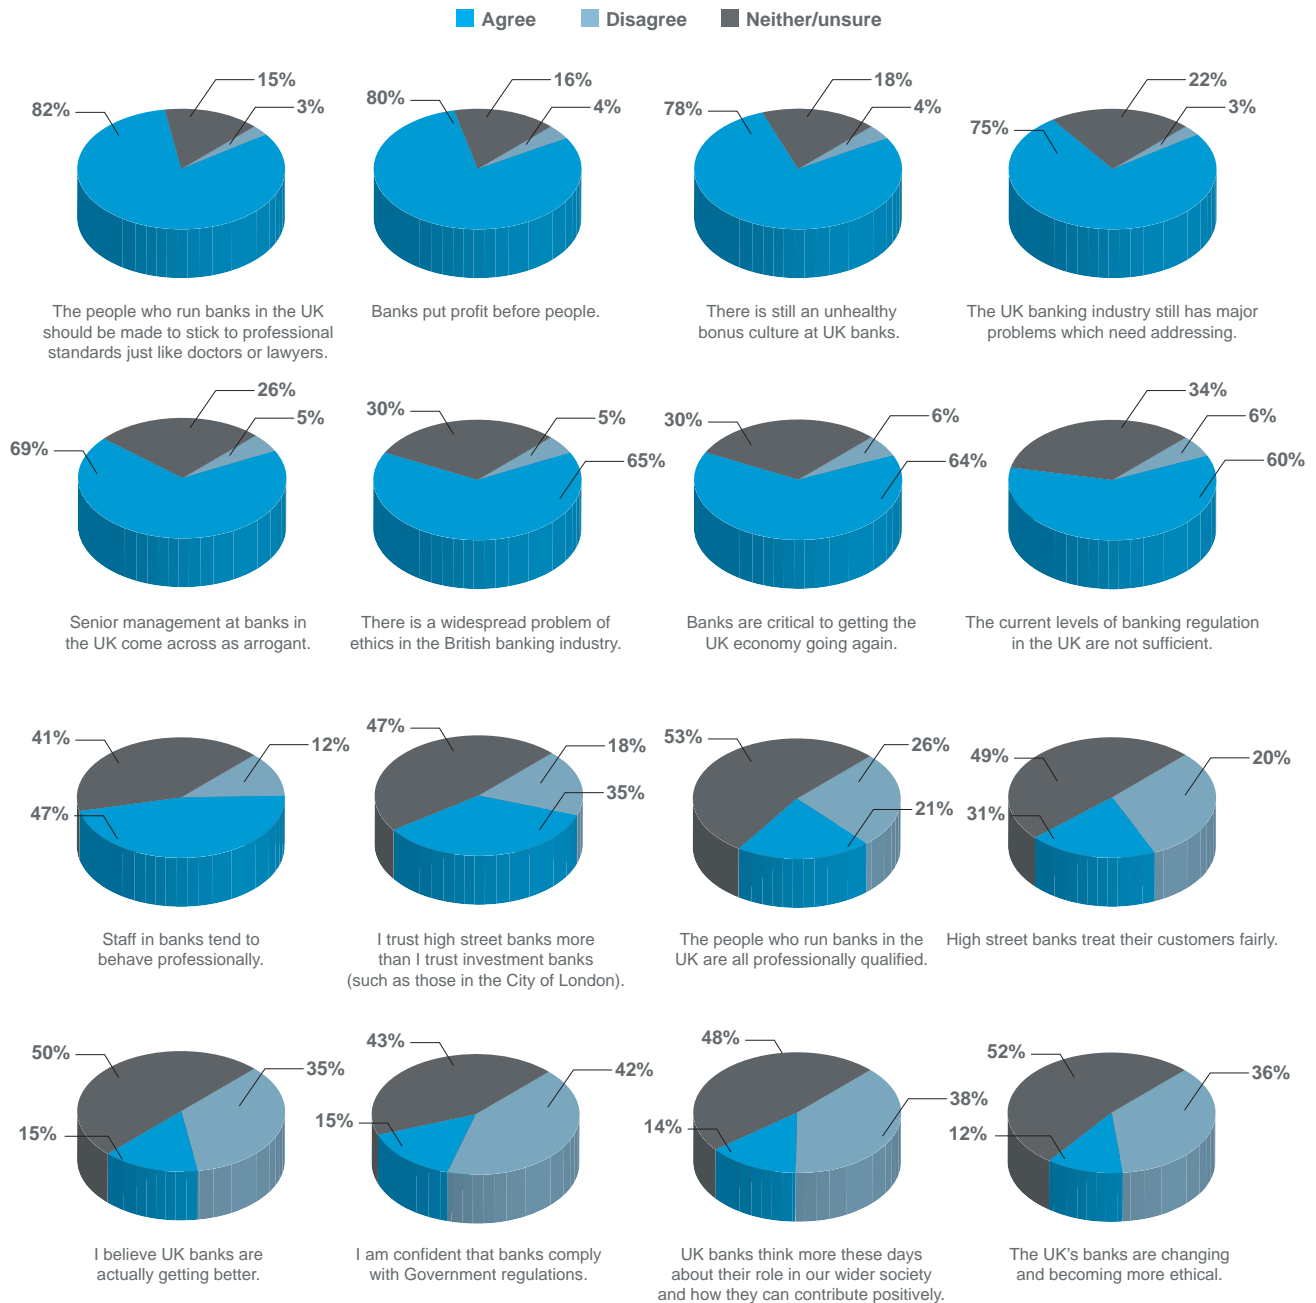 Agree Disagree Neither/unsure
82% 15% 3%
80% 16% 4%
78% 18% 4%
75% 22% 3%
The people who run banks in the UK
should be made to stick to professional
standards just like doctors or lawyers.
Banks put profit before people.
There is still an unhealthy
bonus culture at UK banks.
The UK banking industry still has major
problems which need addressing.
69% 26% 5%
30% 5% 65%
30% 6% 64%
34% 6% 60%
Senior management at banks in
the UK come across as arrogant.
There is a widespread problem of
ethics in the British banking industry.
Banks are critical to getting the
UK economy going again.
The current levels of banking regulation
in the UK are not sufficient.
41% 12% 47%
47% 18% 35%
53% 26% 21%
49% 20% 31%
Staff in banks tend to
behave professionally.
I trust high street banks more
than I trust investment banks
(such as those in the City of London).
The people who run banks in the
UK are all professionally qualified.
High street banks treat their customers fairly.
50% 35% 15%
43% 42% 15%
48% 38% 14%
52% 36% 12%
I believe UK banks are
actually getting better.
I am confident that banks comply
with Government regulations.
UK banks think more these days
about their role in our wider society
and how they can contribute positively.
The UK's banks are changing
and becoming more ethical.